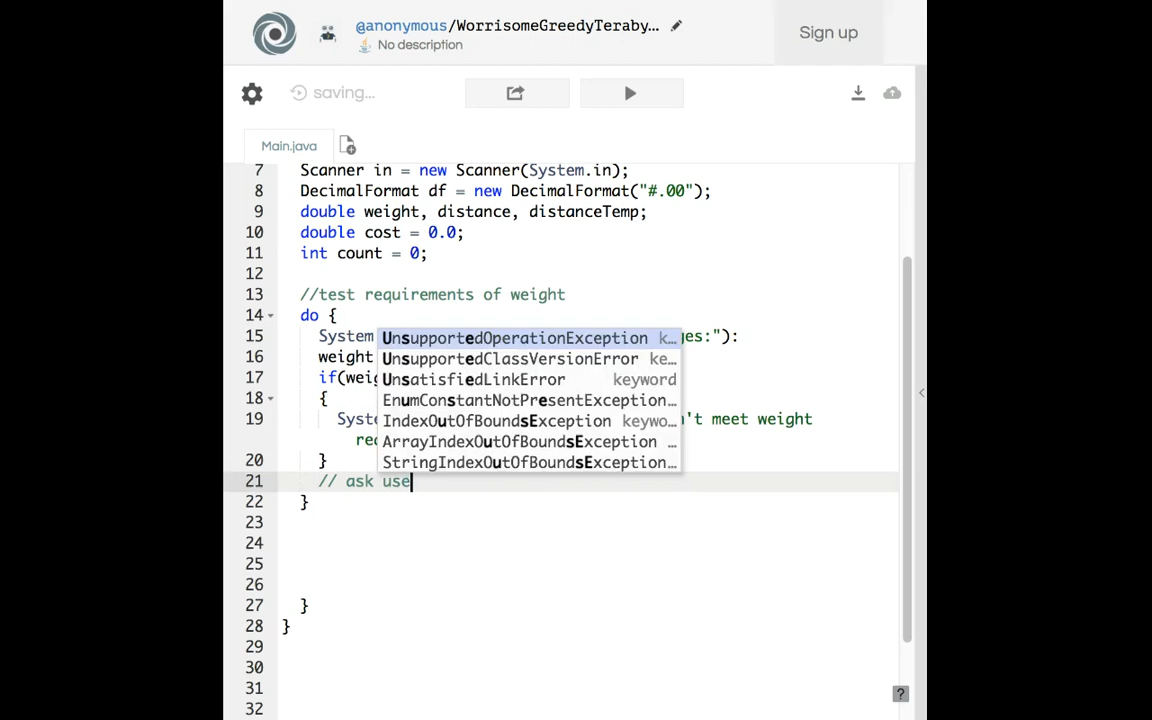 @anonymous/WorrisomeGreedyTeraby...
No description
Sign up
saving...
Main.java
7 Scanner in = new Scanner(System.in);
8 DecimalFormat df = new DecimalFormat("#.00");
9 double weight, distance, distanceTemp;
10 double cost = 0.0;
11 int count = 0;
12
13 //test requirements of weight
14 do {
15 System ges:"):
16 weight
17 if(weig
18 {
19 Syste n't meet weight
rec
20 }
21 // ask use
22 }
23
24
25
26
27 }
28 }
29
30
31
32
UnsupportedOperationException k...
UnsupportedClassVersionError ke...
UnsatisfiedLinkError keyword
EnumConstantNotPresentException...
IndexOutOfBoundsException keywo...
ArrayIndexOutOfBoundsException ...
StringIndexOutOfBoundsException...
?